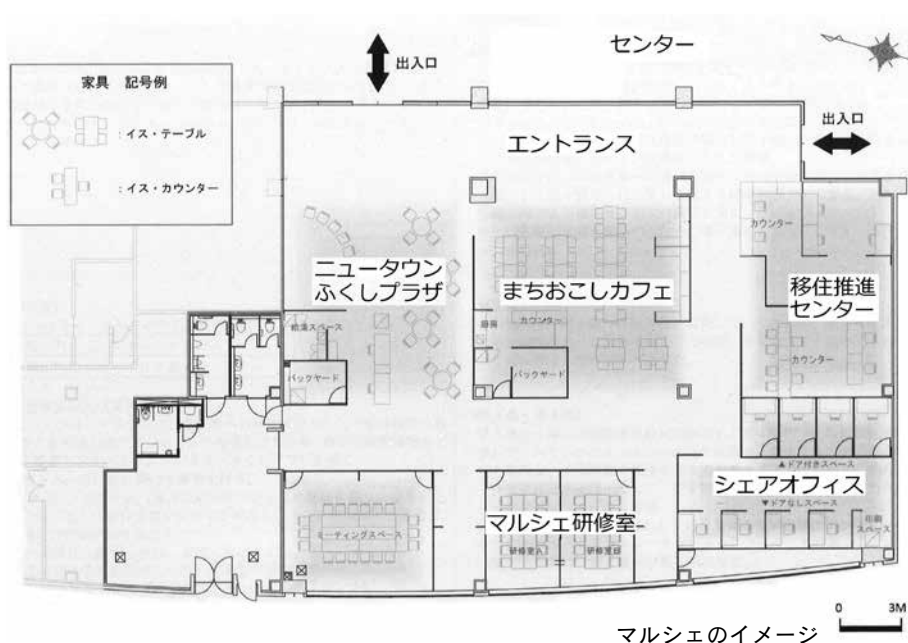 センター
出入口
家具 記号例
：イス・テーブル
：イス・カウンター
エントランス
出入口
カウンター
ニュータウン
ふくしプラザ
まちおこしカフェ
移住推進
センター
給湯スペース
厨房
カウンター
カウンター
バックヤード
バックヤード
▲ドア付きスペース
シェアオフィス
▼ドアなしスペース
印刷
スペース
マルシェ研修室
ミーティングスペース
研修室A
研修室B
0 3M
マルシェのイメージ